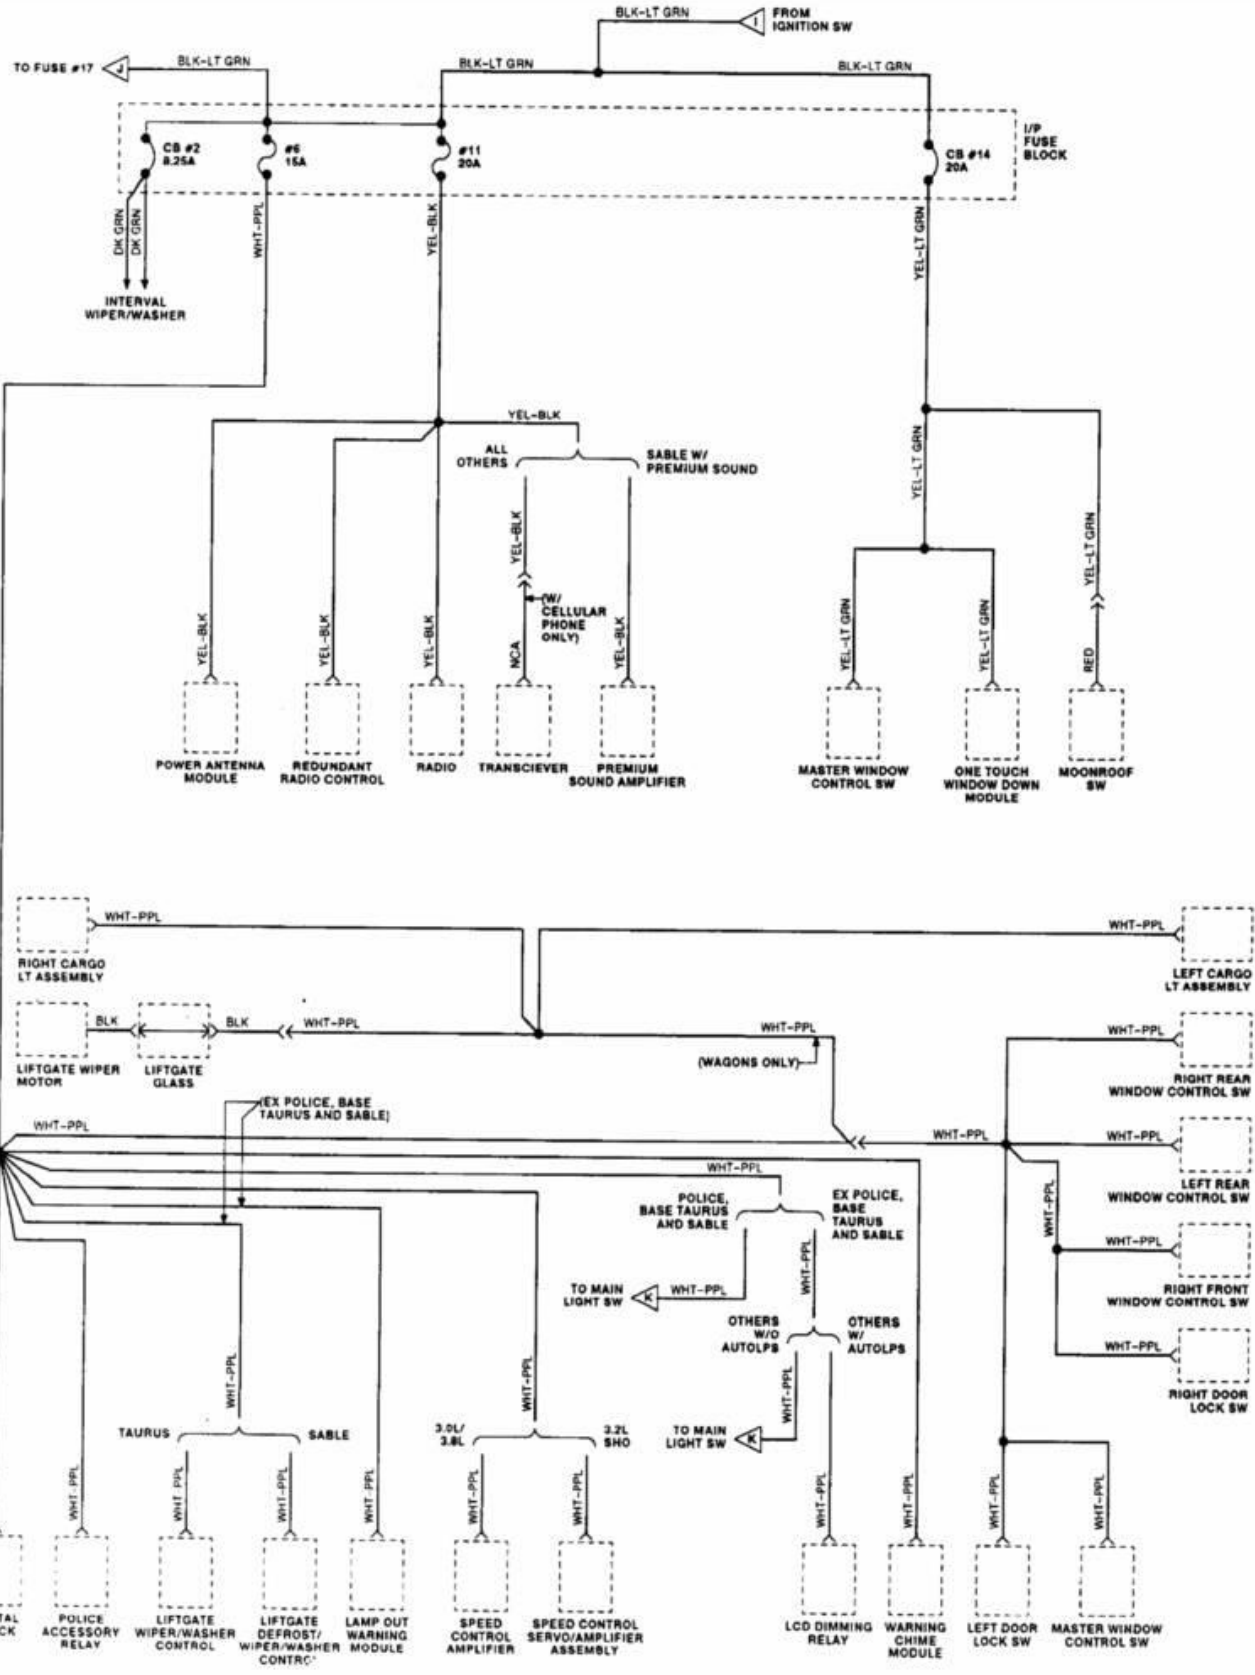 BLK-LT GRN
FROM
IGNITION SW
I
TO FUSE #17
J
BLK-LT GRN
BLK-LT GRN
BLK-LT GRN
I/P
FUSE
BLOCK
CB #2
8.25A
#6
15A
#11
20A
CB #14
20A
DK GRN
DK GRN
WHT-PPL
YEL-BLK
YEL-LT GRN
INTERVAL
WIPER/WASHER
YEL-BLK
ALL
OTHERS
SABLE W/
PREMIUM SOUND
YEL-LT GRN
YEL-BLK
YEL-LT GRN
(W/
CELLULAR
PHONE
ONLY)
YEL-BLK
YEL-BLK
YEL-BLK
NCA
YEL-BLK
YEL-LT GRN
YEL-LT GRN
RED
POWER ANTENNA
MODULE
REDUNDANT
RADIO CONTROL
RADIO
TRANSCIEVER
PREMIUM
SOUND AMPLIFIER
MASTER WINDOW
CONTROL SW
ONE TOUCH
WINDOW DOWN
MODULE
MOONROOF
SW
WHT-PPL
WHT-PPL
RIGHT CARGO
LT ASSEMBLY
LEFT CARGO
LT ASSEMBLY
BLK
BLK
WHT-PPL
WHT-PPL
WHT-PPL
(WAGONS ONLY)
LIFTGATE WIPER
MOTOR
LIFTGATE
GLASS
RIGHT REAR
WINDOW CONTROL SW
(EX POLICE, BASE
TAURUS AND SABLE)
WHT-PPL
WHT-PPL
WHT-PPL
WHT-PPL
LEFT REAR
WINDOW CONTROL SW
POLICE,
BASE TAURUS
AND SABLE
EX POLICE,
BASE
TAURUS
AND SABLE
WHT-PPL
WHT-PPL
WHT-PPL
TO MAIN
LIGHT SW
K
WHT-PPL
RIGHT FRONT
WINDOW CONTROL SW
OTHERS
W/O
AUTOLPS
OTHERS
W/
AUTOLPS
WHT-PPL
WHT-PPL
WHT-PPL
WHT-PPL
RIGHT DOOR
LOCK SW
TAURUS
SABLE
3.0L/
3.8L
3.2L
SHO
TO MAIN
LIGHT SW
K
WHT-PPL
WHT-PPL
WHT-PPL
WHT-PPL
WHT-PPL
WHT-PPL
WHT-PPL
WHT-PPL
WHT-PPL
WHT-PPL
TAL
CK
POLICE
ACCESSORY
RELAY
LIFTGATE
WIPER/WASHER
CONTROL
LIFTGATE
DEFROST/
WIPER/WASHER
CONTRO
LAMP OUT
WARNING
MODULE
SPEED
CONTROL
AMPLIFIER
SPEED CONTROL
SERVO/AMPLIFIER
ASSEMBLY
LCD DIMMING
RELAY
WARNING
CHIME
MODULE
LEFT DOOR
LOCK SW
MASTER WINDOW
CONTROL SW